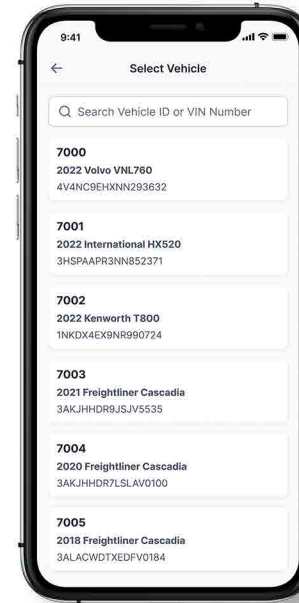 9:41
Select Vehicle
Search Vehicle ID or VIN Number
7000
2022 Volvo VNL760
4V4NC9EHXNN293632
7001
2022 International HX520
3HSPAAPR3NN852371
7002
2022 Kenworth T800
1NKDX4EX9NR990724
7003
2021 Freightliner Cascadia
3AKJHHDR9JSJV5535
7004
2020 Freightliner Cascadia
3AKJHHDR7LSLAV0100
7005
2018 Freightliner Cascadia
3ALACWDTXEDFV0184